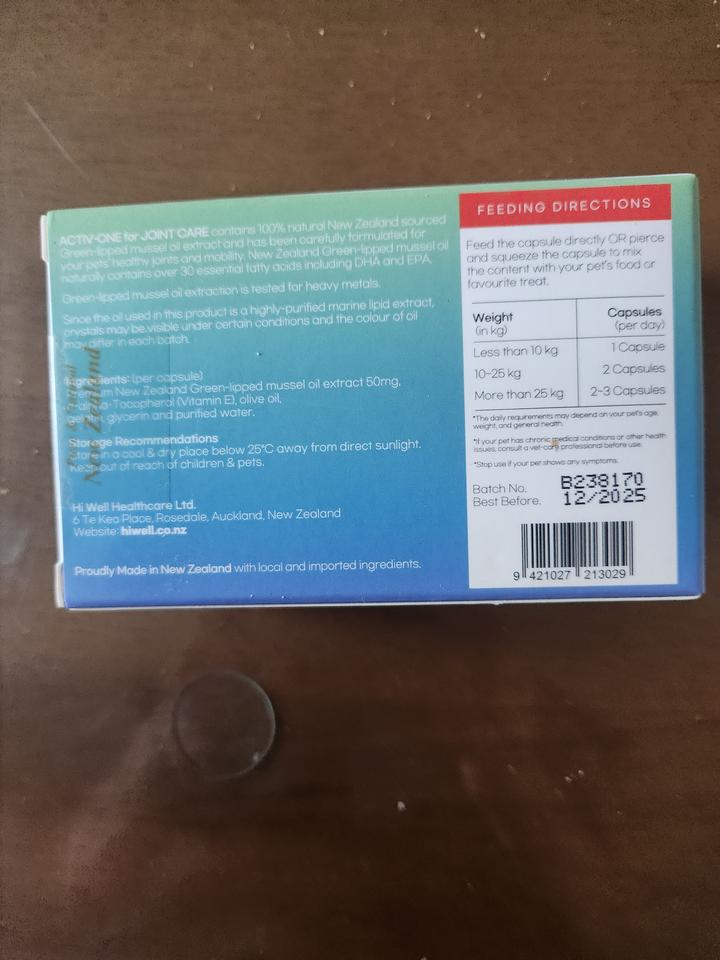 ACTIV-ONE for JOINT CARE contains 100% natural New Zealand sourced
Green-lipped mussel oil extract and has been carefully formulated for
your pets' healthy joints and mobility. New Zealand Green-lipped mussel oil
naturally contains over 30 essential fatty acids including DHA and EPA.
Green-lipped mussel oil extraction is tested for heavy metals.
Since the oil used in this product is a highly-purified marine lipid extract,
crystals may be visible under certain conditions and the colour of oil
may differ in each batch.
Ingredients: (per capsule)
Premium New Zealand Green-lipped mussel oil extract 50mg,
-Tocopherol (Vitamin E), olive oil,
glycerin and purified water.
Storage Recommendations
Store in a cool & dry place below 25°C away from direct sunlight.
Keep out of reach of children & pets.
Hi Well Healthcare Ltd.
6 Te Kea Place, Rosedale, Auckland, New Zealand
Website: hiwell.co.nz
Proudly Made in New Zealand with local and imported ingredients.
New Zealand
FEEDING DIRECTIONS
Feed the capsule directly OR pierce
and squeeze the capsule to mix
the content with your pet's food or
favourite treat.
Weight (in kg) Capsules (per day)
Less than 10 kg 1 Capsule
10-25 kg 2 Capsules
More than 25 kg 2-3 Capsules
*The daily requirements may depend on your pet's age,
weight, and general health.
*If your pet has chronic medical conditions or other health
issues, consult a vet-care professional before use.
*Stop use if your pet shows any symptoms.
Batch No. B238170
Best Before. 12/2025
9 421027 213029